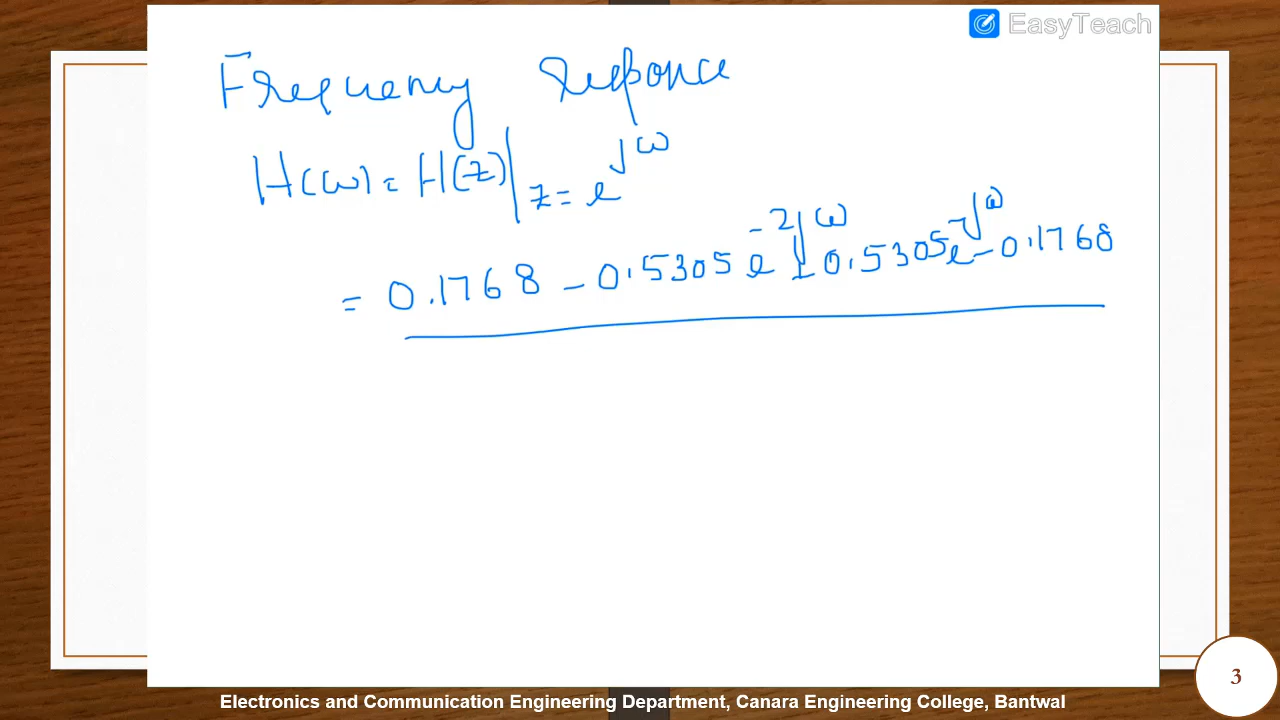 EasyTeach
Frequency response
H(ω) = H(z)|z = e^jω
= 0.1768 - 0.5305 e^-2jω + 0.5305 e^-jω - 0.1768
3
Electronics and Communication Engineering Department, Canara Engineering College, Bantwal